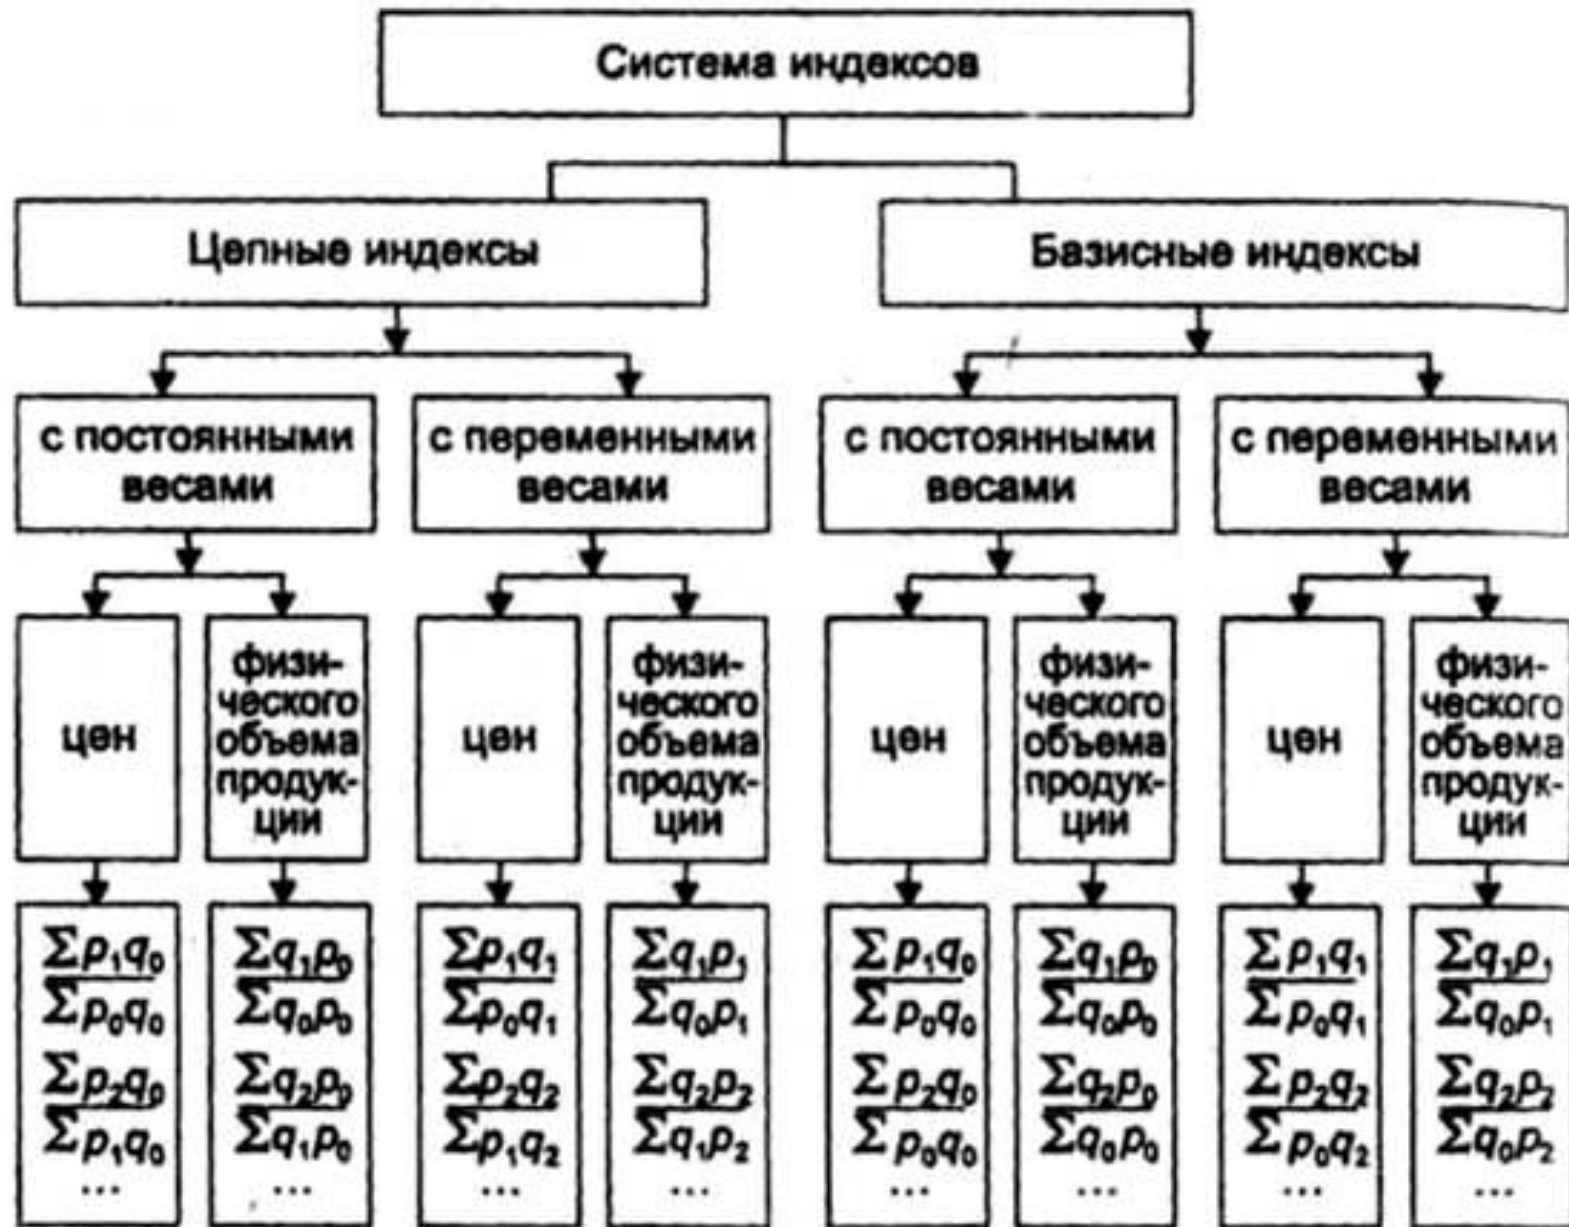 Система индексов
Цепные индексы
Базисные индексы
с постоянными
весами
с переменными
весами
с постоянными
весами
с переменными
весами
цен
физи-
ческого
объема
продук-
ции
цен
физи-
ческого
объема
продук-
ции
цен
физи-
ческого
объема
продук-
ции
цен
физи-
ческого
объема
продук-
ции
Σp₁q₀
Σp₀q₀
Σp₂q₀
Σp₁q₀
...
Σq₁p₀
Σq₀p₀
Σq₂p₀
Σq₁p₀
...
Σp₁q₁
Σp₀q₁
Σp₂q₂
Σp₁q₂
...
Σq₁p₁
Σq₀p₁
Σq₂p₂
Σq₁p₂
...
Σp₁q₀
Σp₀q₀
Σp₂q₀
Σp₀q₀
...
Σq₁p₀
Σq₀p₀
Σq₂p₀
Σq₀p₀
...
Σp₁q₁
Σp₀q₁
Σp₂q₂
Σp₀q₂
...
Σq₁p₁
Σq₀p₁
Σq₂p₂
Σq₀p₂
...